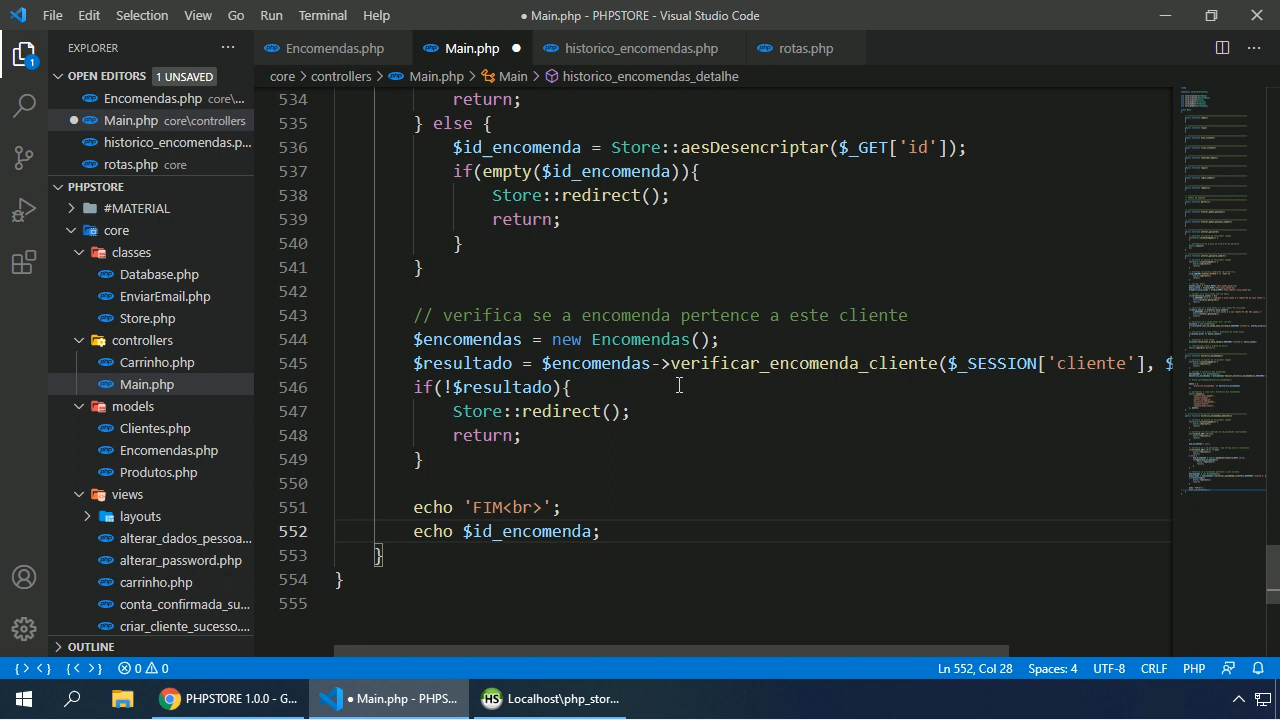 File Edit Selection View Go Run Terminal Help
● Main.php - PHPSTORE - Visual Studio Code
EXPLORER
OPEN EDITORS 1 UNSAVED
Encomendas.php core\...
Main.php core\controllers
historico_encomendas.p...
rotas.php core
PHPSTORE
#MATERIAL
core
classes
Database.php
EnviarEmail.php
Store.php
controllers
Carrinho.php
Main.php
models
Clientes.php
Encomendas.php
Produtos.php
views
layouts
alterar_dados_pessoa...
alterar_password.php
carrinho.php
conta_confirmada_su...
criar_cliente_sucesso....
OUTLINE
1
Encomendas.php Main.php historico_encomendas.php rotas.php
core > controllers > Main.php > Main > historico_encomendas_detalhe
534 return;
535 } else {
536 $id_encomenda = Store::aesDesencriptar($_GET['id']);
537 if(empty($id_encomenda)){
538 Store::redirect();
539 return;
540 }
541 }
542
543 // verifica se a encomenda pertence a este cliente
544 $encomendas = new Encomendas();
545 $resultado = $encomendas->verificar_encomenda_cliente($_SESSION['cliente'], $
546 if(!$resultado){
547 Store::redirect();
548 return;
549 }
550
551 echo 'FIM<br>';
552 echo $id_encomenda;
553 }
554 }
555
0 0 Ln 552, Col 28 Spaces: 4 UTF-8 CRLF PHP
PHPSTORE 1.0.0 - G... ● Main.php - PHPS... HS Localhost\php_stor...